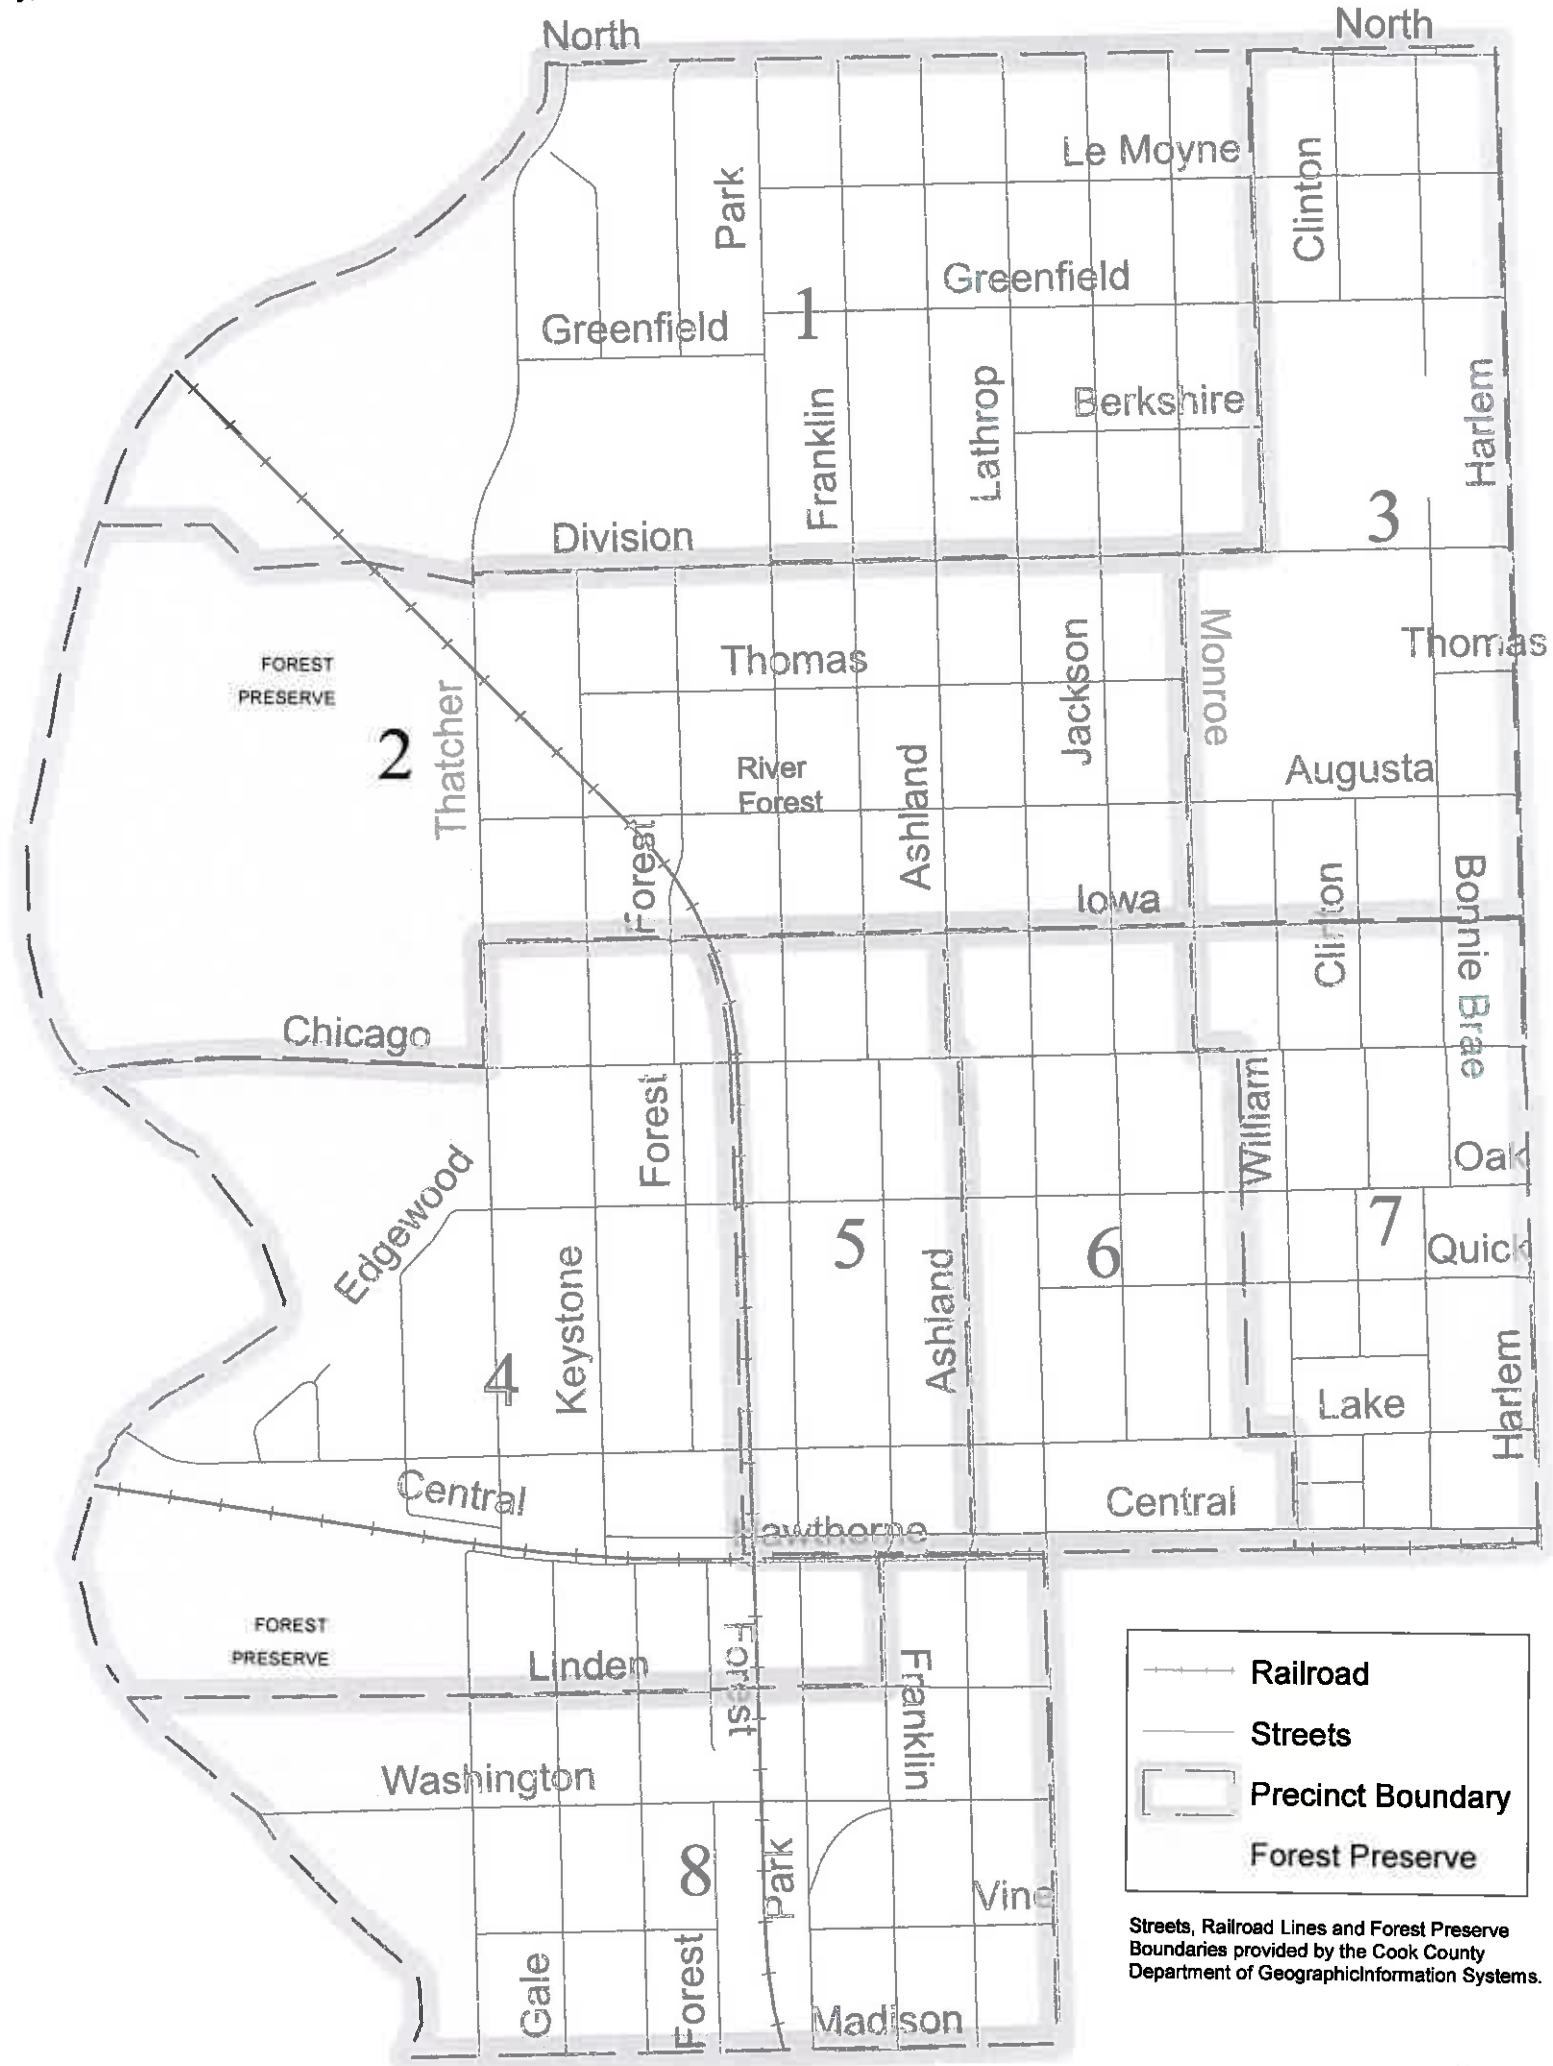 North
North
Le Moyne
Park
Clinton
Greenfield
1
Greenfield
Harlem
Berkshire
Franklin
Lathrop
3
Division
Monroe
Thomas
FOREST
PRESERVE
Thomas
Jackson
Thatcher
2
River
Forest
Augusta
Ashland
Forest
Iowa
Clinton
Bonnie Brae
Chicago
William
Forest
Oak
Edgewood
5
6
7
Quick
Keystone
Ashland
4
Lake
Harlem
Central
Central
Hawthorne
FOREST
PRESERVE
Linden
Forest
Franklin
Railroad
Streets
Washington
Precinct Boundary
8
Park
Forest Preserve
Vine
Gale
Forest
Madison
Streets, Railroad Lines and Forest Preserve
Boundaries provided by the Cook County
Department of GeographicInformation Systems.